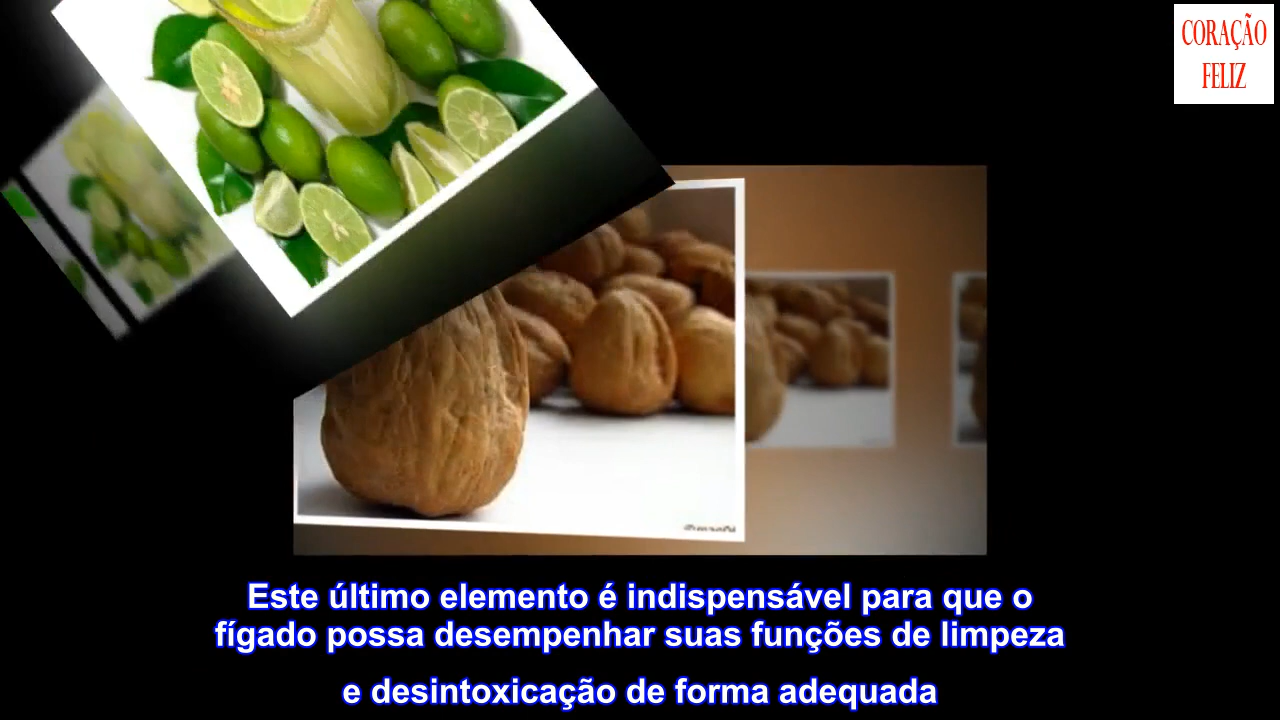 CORAÇÃO
FELIZ
Este último elemento é indispensável para que o
fígado possa desempenhar suas funções de limpeza
e desintoxicação de forma adequada